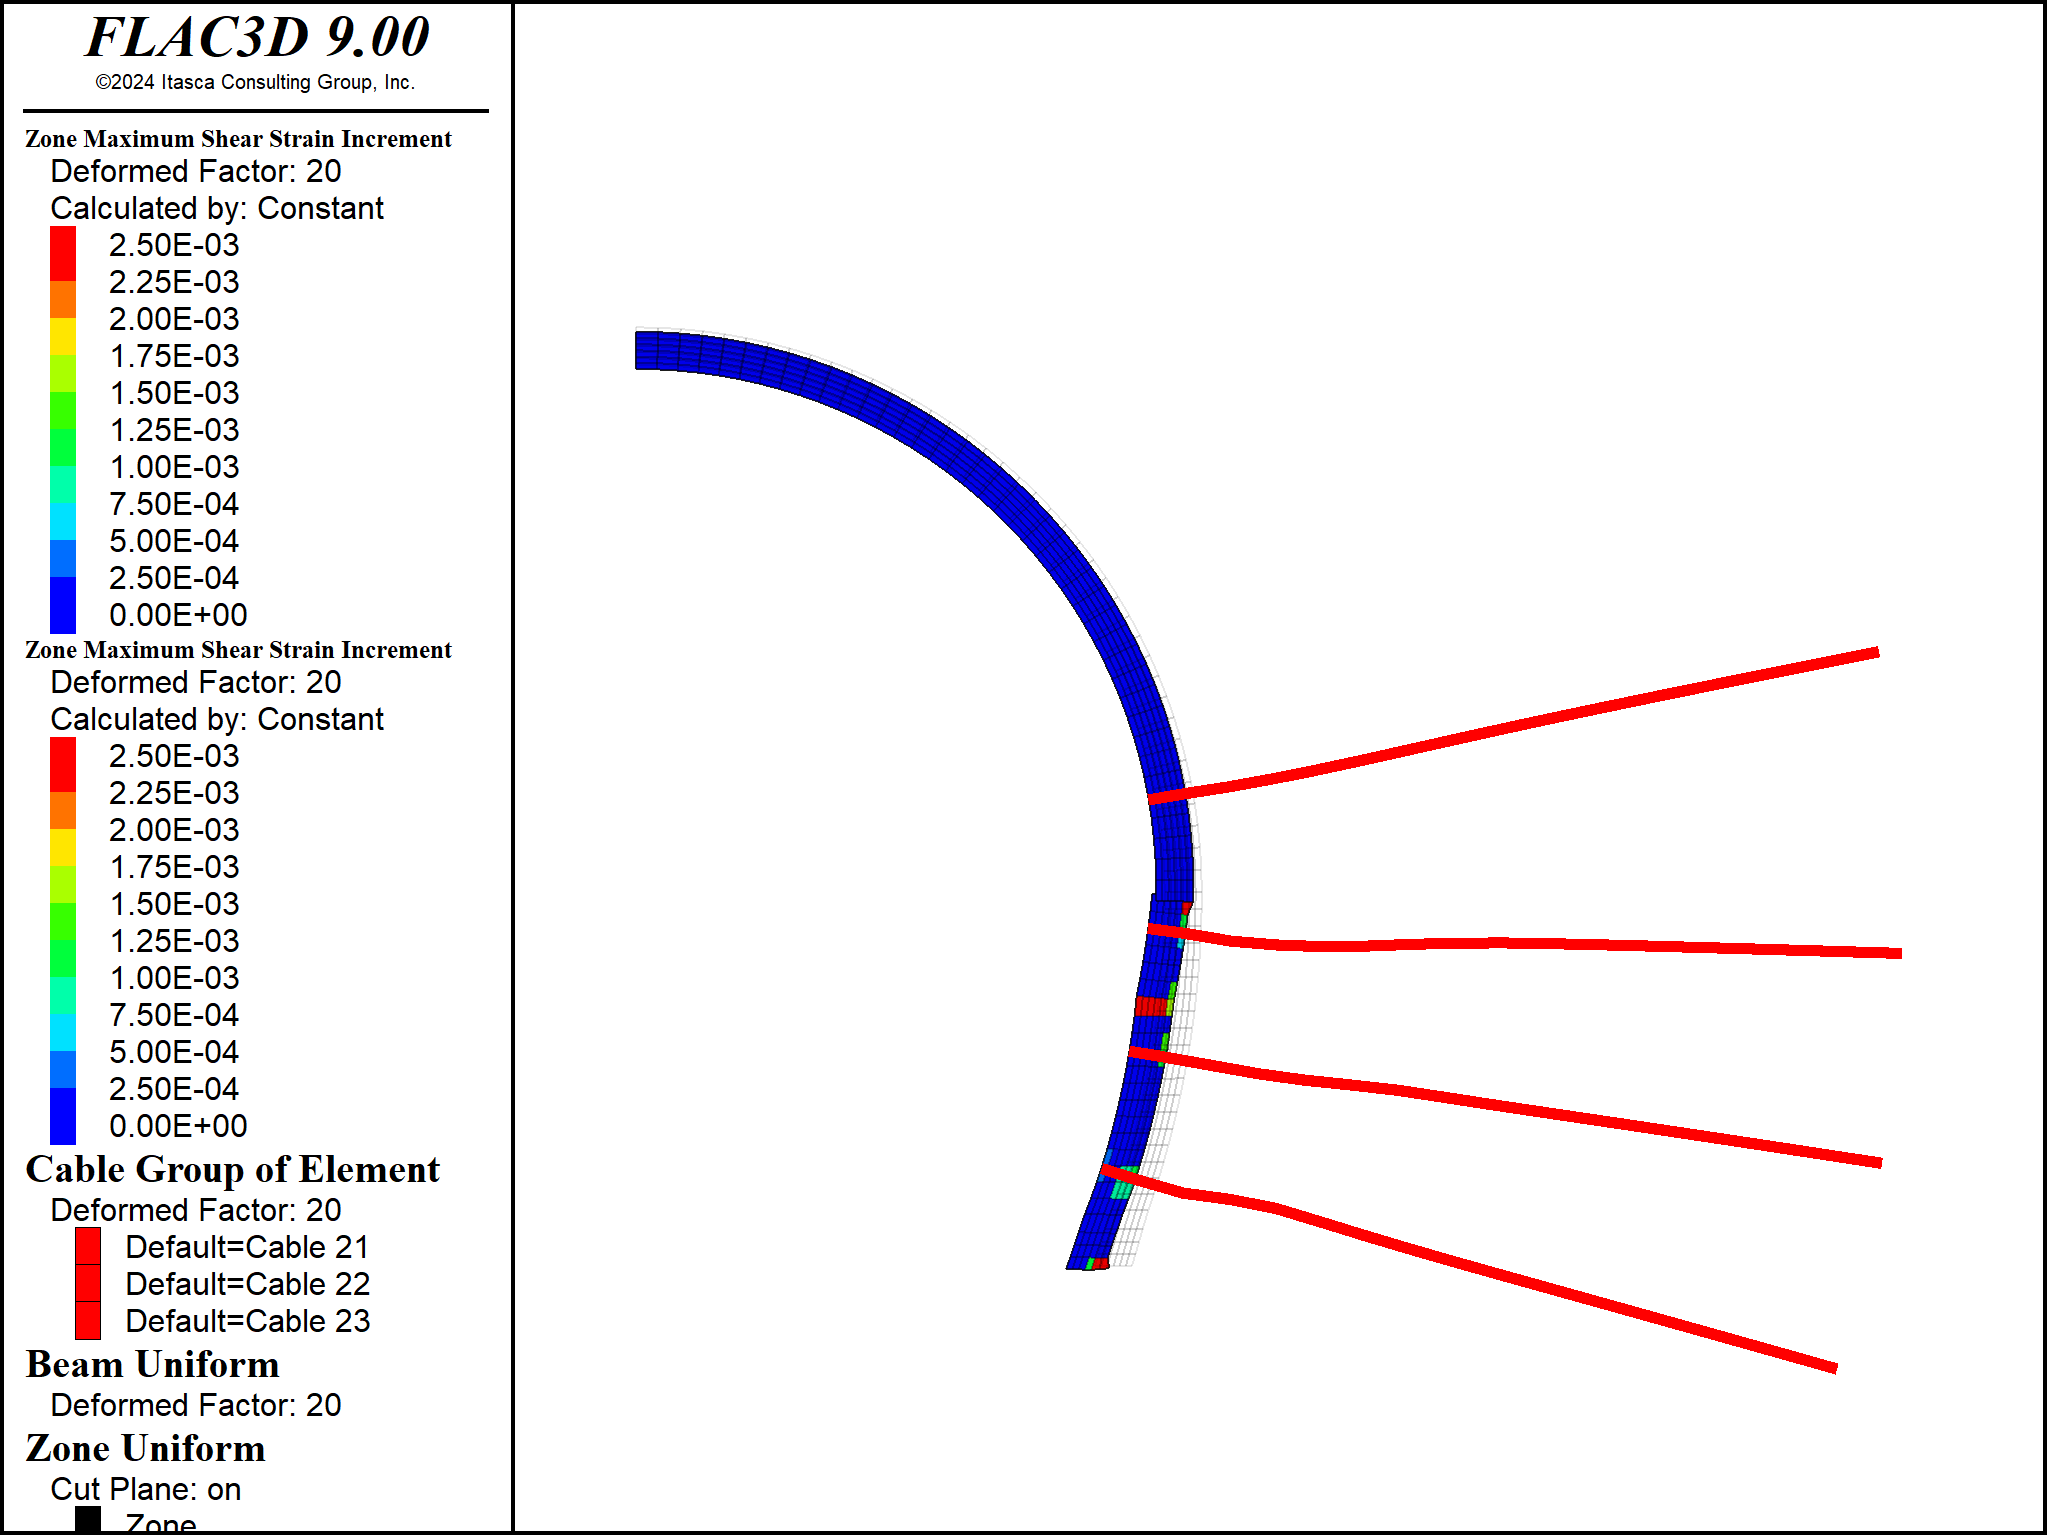 FLAC3D 9.00
©2024 Itasca Consulting Group, Inc.
Zone Maximum Shear Strain Increment
Deformed Factor: 20
Calculated by: Constant
2.50E-03
2.25E-03
2.00E-03
1.75E-03
1.50E-03
1.25E-03
1.00E-03
7.50E-04
5.00E-04
2.50E-04
0.00E+00
Zone Maximum Shear Strain Increment
Deformed Factor: 20
Calculated by: Constant
2.50E-03
2.25E-03
2.00E-03
1.75E-03
1.50E-03
1.25E-03
1.00E-03
7.50E-04
5.00E-04
2.50E-04
0.00E+00
Cable Group of Element
Deformed Factor: 20
Default=Cable 21
Default=Cable 22
Default=Cable 23
Beam Uniform
Deformed Factor: 20
Zone Uniform
Cut Plane: on
Zone